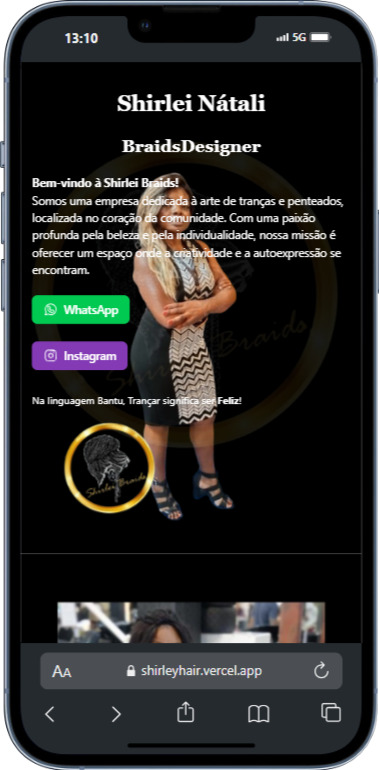 13:10
5G
Shirlei Nátali
BraidsDesigner
Bem-vindo à Shirlei Braids!
Somos uma empresa dedicada à arte de tranças e penteados,
localizada no coração da comunidade. Com uma paixão
profunda pela beleza e pela individualidade, nossa missão é
oferecer um espaço onde a criatividade e a autoexpressão se
encontram.
WhatsApp
Instagram
Shirlei Braids
Na linguagem Bantu, Trançar significa ser Feliz!
Shirlei Braids
AA
shirleyhair.vercel.app